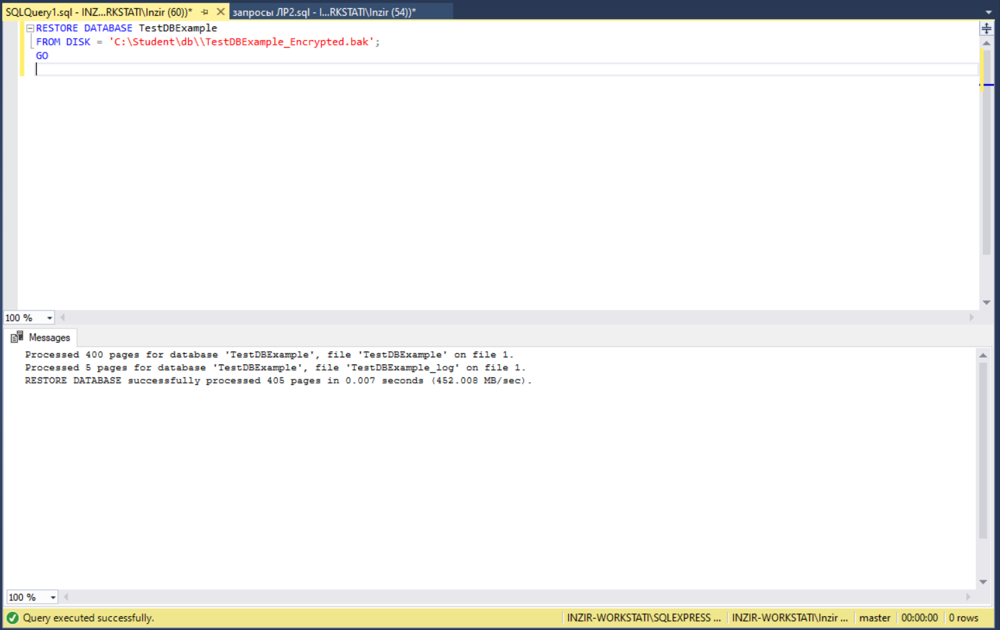 SQLQuery1.sql - INZ...RKSTATI\Inzir (60))* запросы ЛР2.sql - I...RKSTATI\Inzir (54))*
RESTORE DATABASE TestDBExample
FROM DISK = 'C:\Student\db\\TestDBExample_Encrypted.bak';
GO
100 %
Messages
Processed 400 pages for database 'TestDBExample', file 'TestDBExample' on file 1.
Processed 5 pages for database 'TestDBExample', file 'TestDBExample_log' on file 1.
RESTORE DATABASE successfully processed 405 pages in 0.007 seconds (452.008 MB/sec).
100 %
Query executed successfully. INZIR-WORKSTATI\SQLEXPRESS ... INZIR-WORKSTATI\Inzir ... master 00:00:00 0 rows